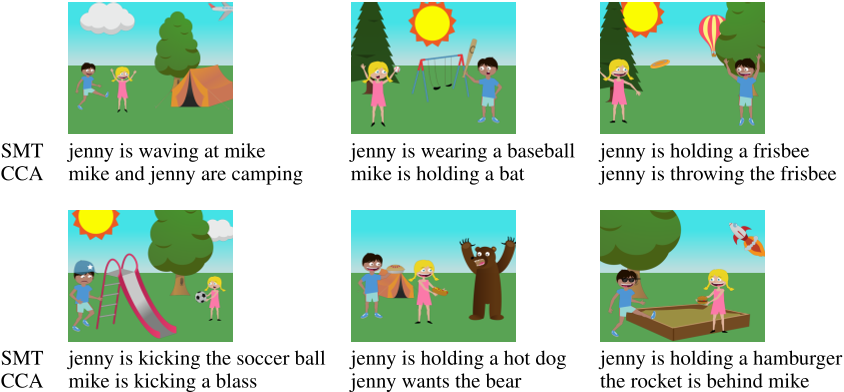 SMT jenny is waving at mike jenny is wearing a baseball jenny is holding a frisbee
CCA mike and jenny are camping mike is holding a bat jenny is throwing the frisbee
SMT jenny is kicking the soccer ball jenny is holding a hot dog jenny is holding a hamburger
CCA mike is kicking a blass jenny wants the bear the rocket is behind mike